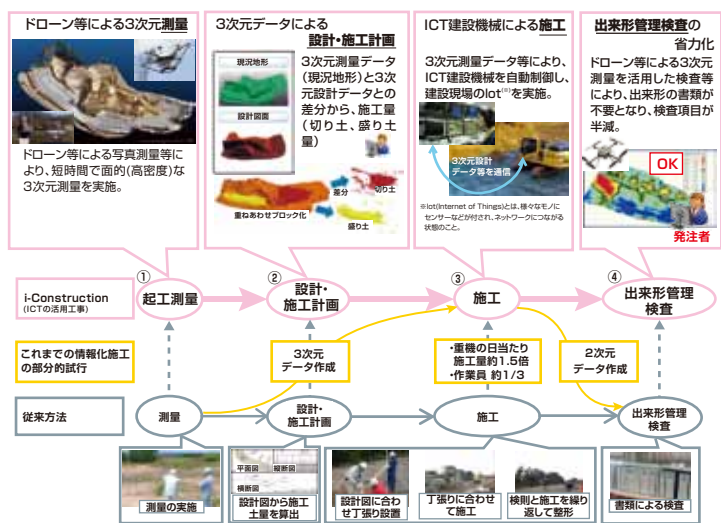 ドローン等による3次元測量
ドローン等による写真測量等に
より、短時間で面的(高密度)な
3次元測量を実施。
3次元データによる
設計・施工計画
現況地形
設計図面
3次元測量データ
(現況地形)と3次
元設計データとの
差分から、施工量
(切り土、盛り土
量)
差分
切り土
重ねあわせブロック化
盛り土
ICT建設機械による施工
3次元測量データ等により、
ICT建設機械を自動制御し、
建設現場のIot(※)を実施。
3次元設計
データ等を通信
※Iot(Internet of Things)とは、様々なモノに
センサーなどが付され、ネットワークにつながる
状態のこと。
出来形管理検査の
省力化
ドローン等による3次元
測量を活用した検査等
により、出来形の書類が
不要となり、検査項目が
半減。
OK
発注者
i-Construction
(ICTの活用工事)
①
起工測量
②
設計・
施工計画
③
施工
④
出来形管理
検査
これまでの情報化施工
の部分的試行
3次元
データ作成
・重機の日当たり
施工量約1.5倍
・作業員 約1/3
2次元
データ作成
従来方法
測量
設計・
施工計画
施工
出来形管理
検査
測量の実施
平面図
縦断図
横断図
設計図から施工
土量を算出
設計図に合わ
せ丁張り設置
丁張りに合わせ
て施工
検測と施工を繰り
返して整形
書類による検査